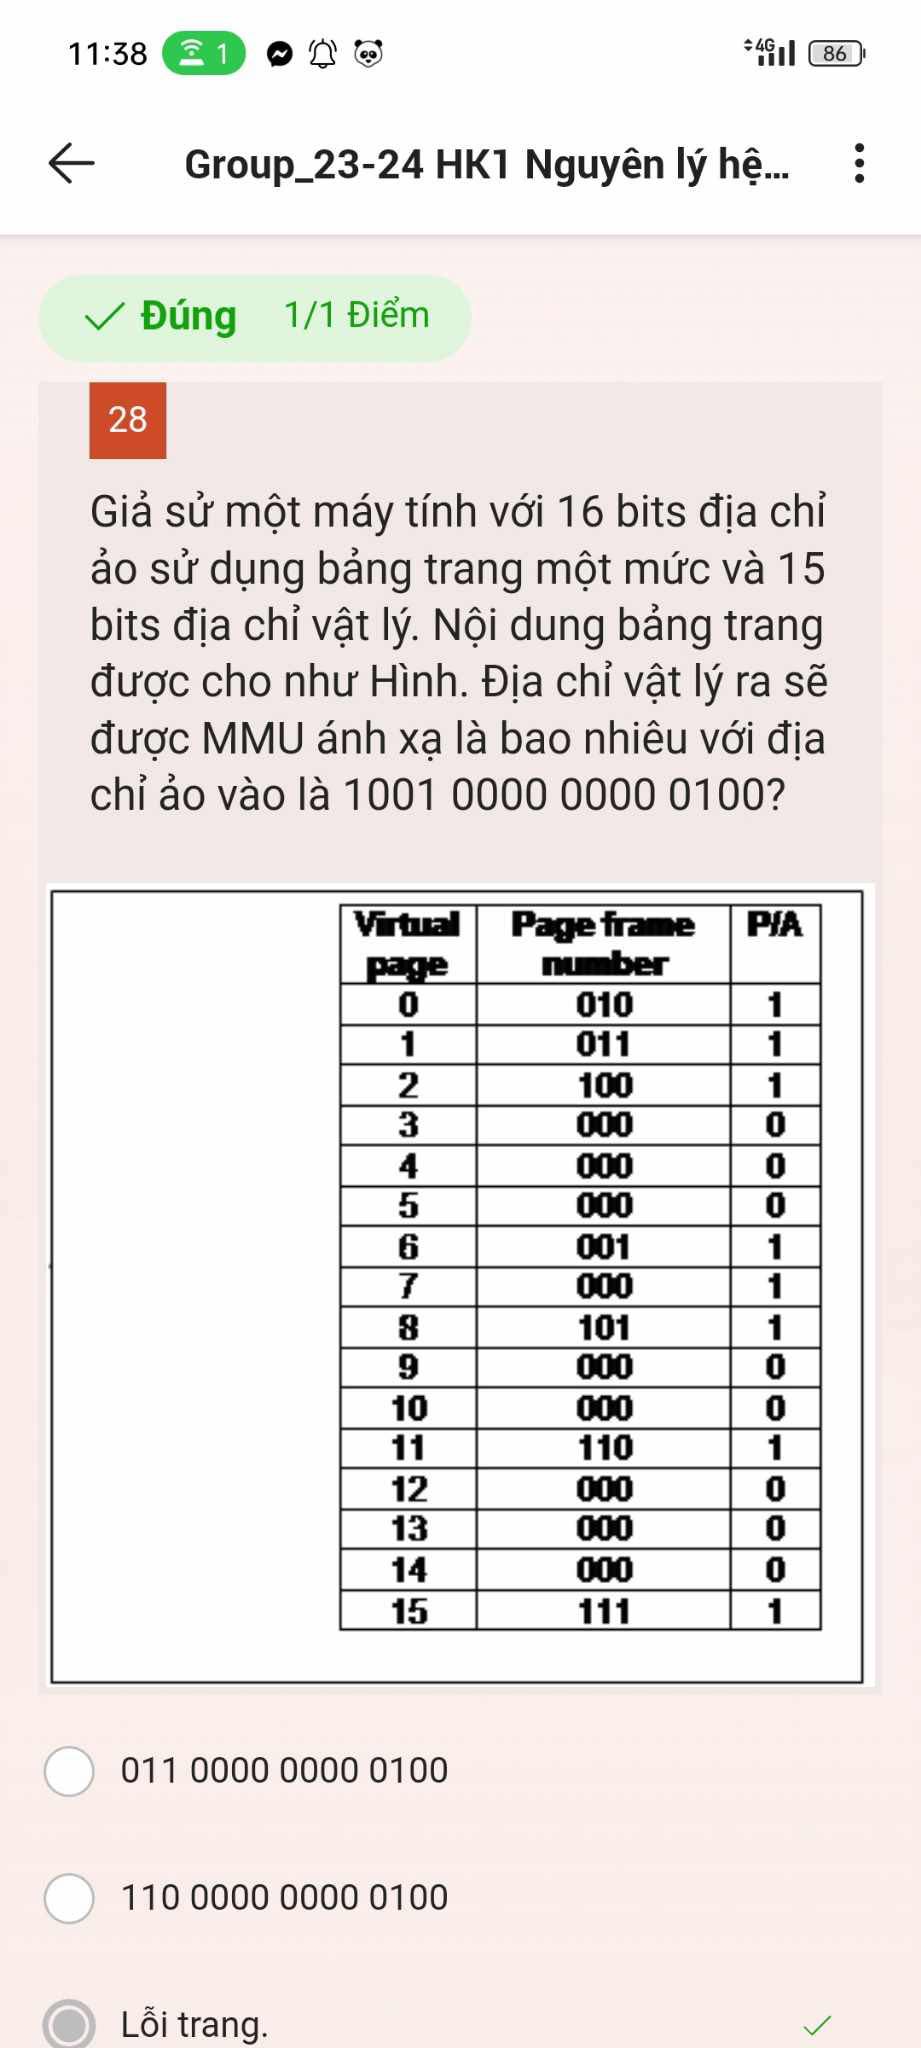 11:38 1 4G 86
Group_23-24 HK1 Nguyên lý hệ...
Đúng 1/1 Điểm
28
Giả sử một máy tính với 16 bits địa chỉ
ảo sử dụng bảng trang một mức và 15
bits địa chỉ vật lý. Nội dung bảng trang
được cho như Hình. Địa chỉ vật lý ra sẽ
được MMU ánh xạ là bao nhiêu với địa
chỉ ảo vào là 1001 0000 0000 0100?
Virtual Page frame P/A
page number
0 010 1
1 011 1
2 100 1
3 000 0
4 000 0
5 000 0
6 001 1
7 000 1
8 101 1
9 000 0
10 000 0
11 110 1
12 000 0
13 000 0
14 000 0
15 111 1
011 0000 0000 0100
110 0000 0000 0100
Lỗi trang.